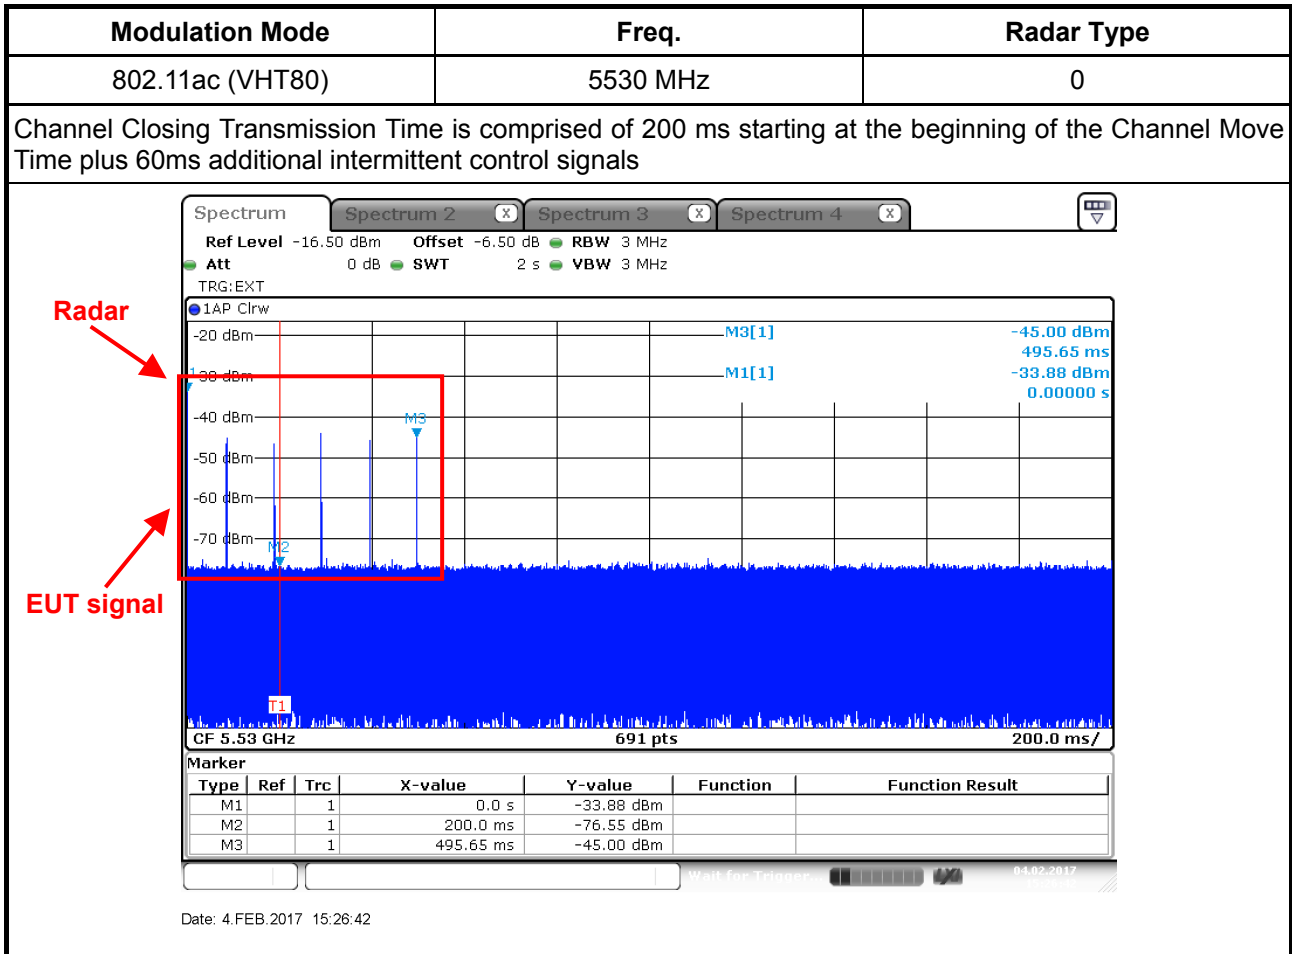 Modulation Mode Freq. Radar Type
802.11ac (VHT80) 5530 MHz 0
Channel Closing Transmission Time is comprised of 200 ms starting at the beginning of the Channel Move
Time plus 60ms additional intermittent control signals
Spectrum Spectrum 2 X Spectrum 3 X Spectrum 4 X
Ref Level -16.50 dBm Offset -6.50 dB RBW 3 MHz
Att 0 dB SWT 2 s VBW 3 MHz
TRG:EXT
1AP Clrw
Radar
-20 dBm M3[1] -45.00 dBm
495.65 ms
-30 dBm M1[1] -33.88 dBm
0.00000 s
-40 dBm M3
-50 dBm
-60 dBm
-70 dBm M2
EUT signal
T1
CF 5.53 GHz 691 pts 200.0 ms/
Marker
Type Ref Trc X-value Y-value Function Function Result
M1 1 0.0 s -33.88 dBm
M2 1 200.0 ms -76.55 dBm
M3 1 495.65 ms -45.00 dBm
Wait for Trigger... 04.02.2017
Date: 4.FEB.2017 15:26:42